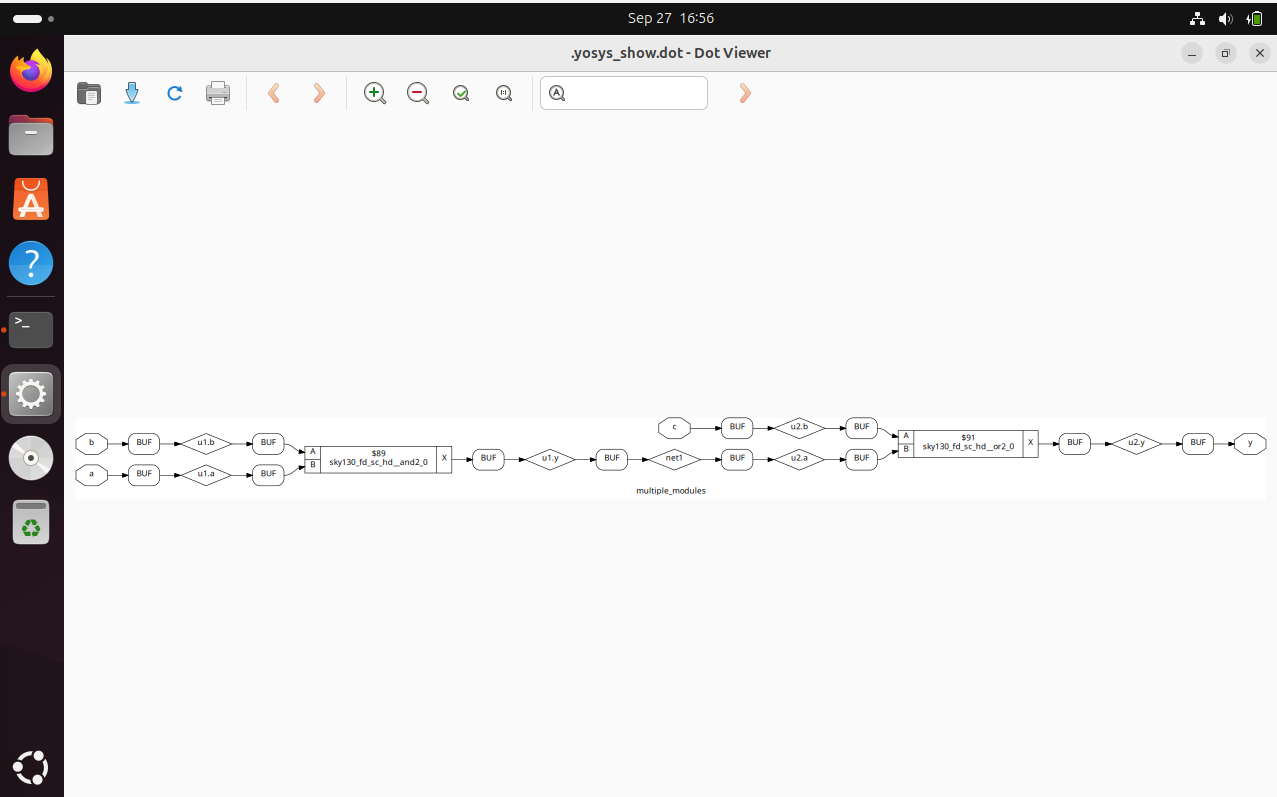 Sep 27 16:56
.yosys_show.dot - Dot Viewer
c BUF u2.b BUF
b BUF u1.b BUF
A $91 X BUF u2.y BUF y
B sky130_fd_sc_hd__or2_0
A $89 X BUF u1.y BUF net1 BUF u2.a BUF
B sky130_fd_sc_hd__and2_0
a BUF u1.a BUF
multiple_modules